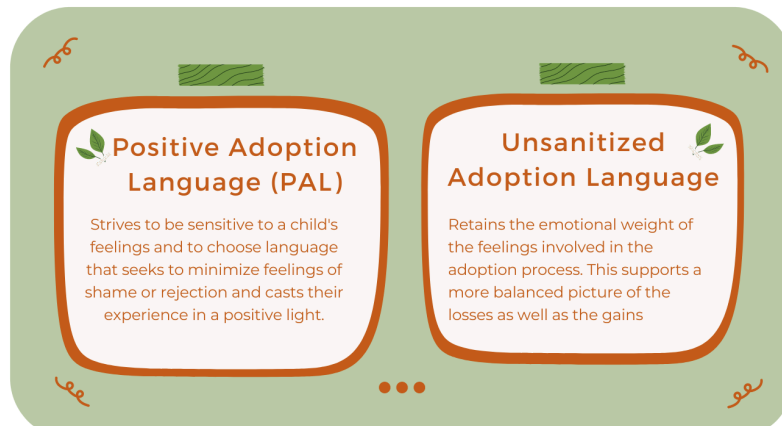 Positive Adoption
Language (PAL)
Strives to be sensitive to a child's
feelings and to choose language
that seeks to minimize feelings of
shame or rejection and casts their
experience in a positive light.
Unsanitized
Adoption Language
Retains the emotional weight of
the feelings involved in the
adoption process. This supports a
more balanced picture of the
losses as well as the gains